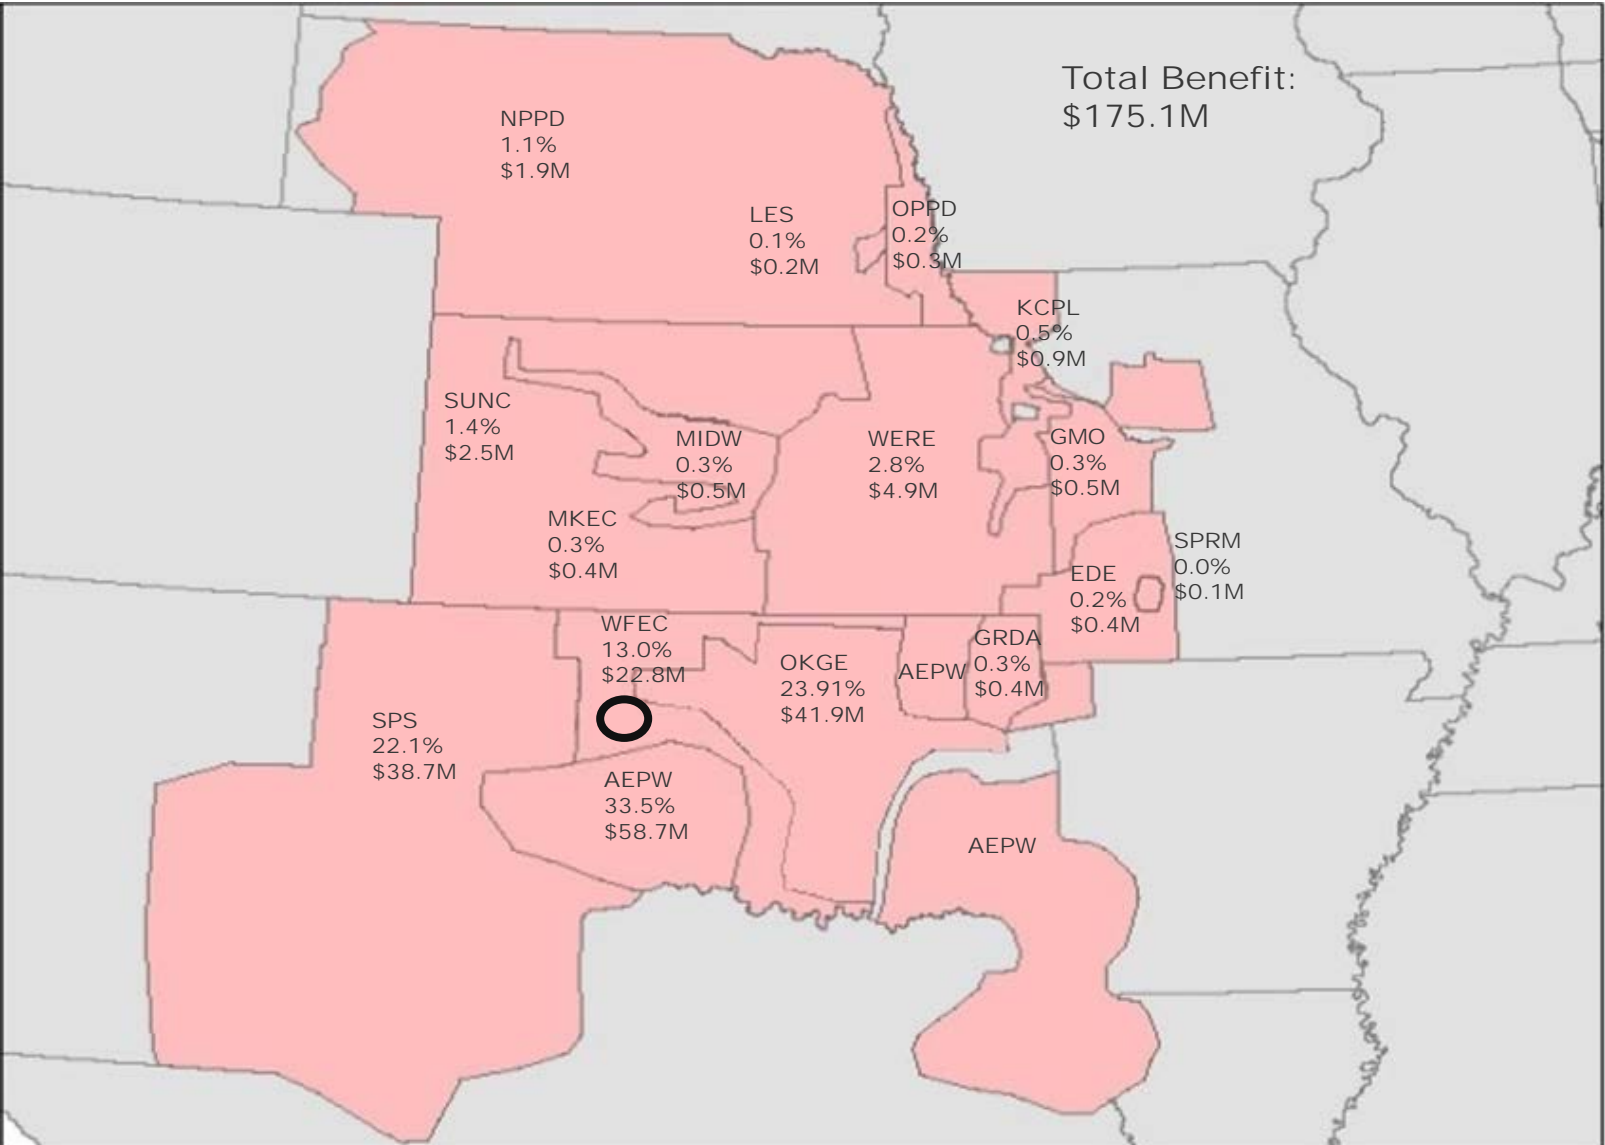 Total Benefit:
$175.1M
NPPD
1.1%
$1.9M
LES
0.1%
$0.2M
OPPD
0.2%
$0.3M
KCPL
0.5%
$0.9M
SUNC
1.4%
$2.5M
MIDW
0.3%
$0.5M
WERE
2.8%
$4.9M
GMO
0.3%
$0.5M
MKEC
0.3%
$0.4M
SPRM
0.0%
$0.1M
EDE
0.2%
$0.4M
WFEC
13.0%
$22.8M
OKGE
23.91%
$41.9M
AEPW
GRDA
0.3%
$0.4M
SPS
22.1%
$38.7M
AEPW
33.5%
$58.7M
AEPW